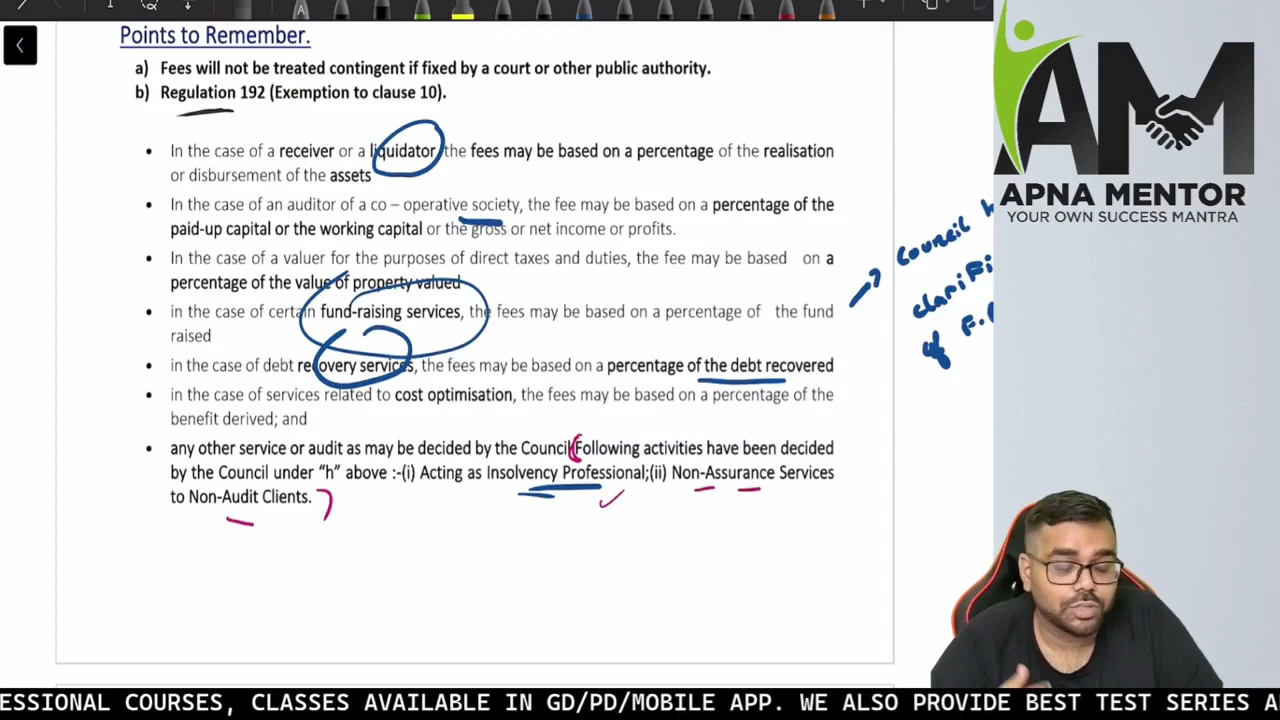 Points to Remember.
a) Fees will not be treated contingent if fixed by a court or other public authority.
b) Regulation 192 (Exemption to clause 10).
• In the case of a receiver or a liquidator, the fees may be based on a percentage of the realisation
or disbursement of the assets
• In the case of an auditor of a co – operative society, the fee may be based on a percentage of the
paid-up capital or the working capital or the gross or net income or profits.
• In the case of a valuer for the purposes of direct taxes and duties, the fee may be based on a
percentage of the value of property valued
• in the case of certain fund-raising services, the fees may be based on a percentage of the fund
raised
• in the case of debt recovery services, the fees may be based on a percentage of the debt recovered
• in the case of services related to cost optimisation, the fees may be based on a percentage of the
benefit derived; and
• any other service or audit as may be decided by the Council(Following activities have been decided
by the Council under “h” above :-(i) Acting as Insolvency Professional;(ii) Non-Assurance Services
to Non-Audit Clients. )
Council
clarifi
of F.
AM
APNA MENTOR
YOUR OWN SUCCESS MANTRA
ESSIONAL COURSES, CLASSES AVAILABLE IN GD/PD/MOBILE APP. WE ALSO PROVIDE BEST TEST SERIES A